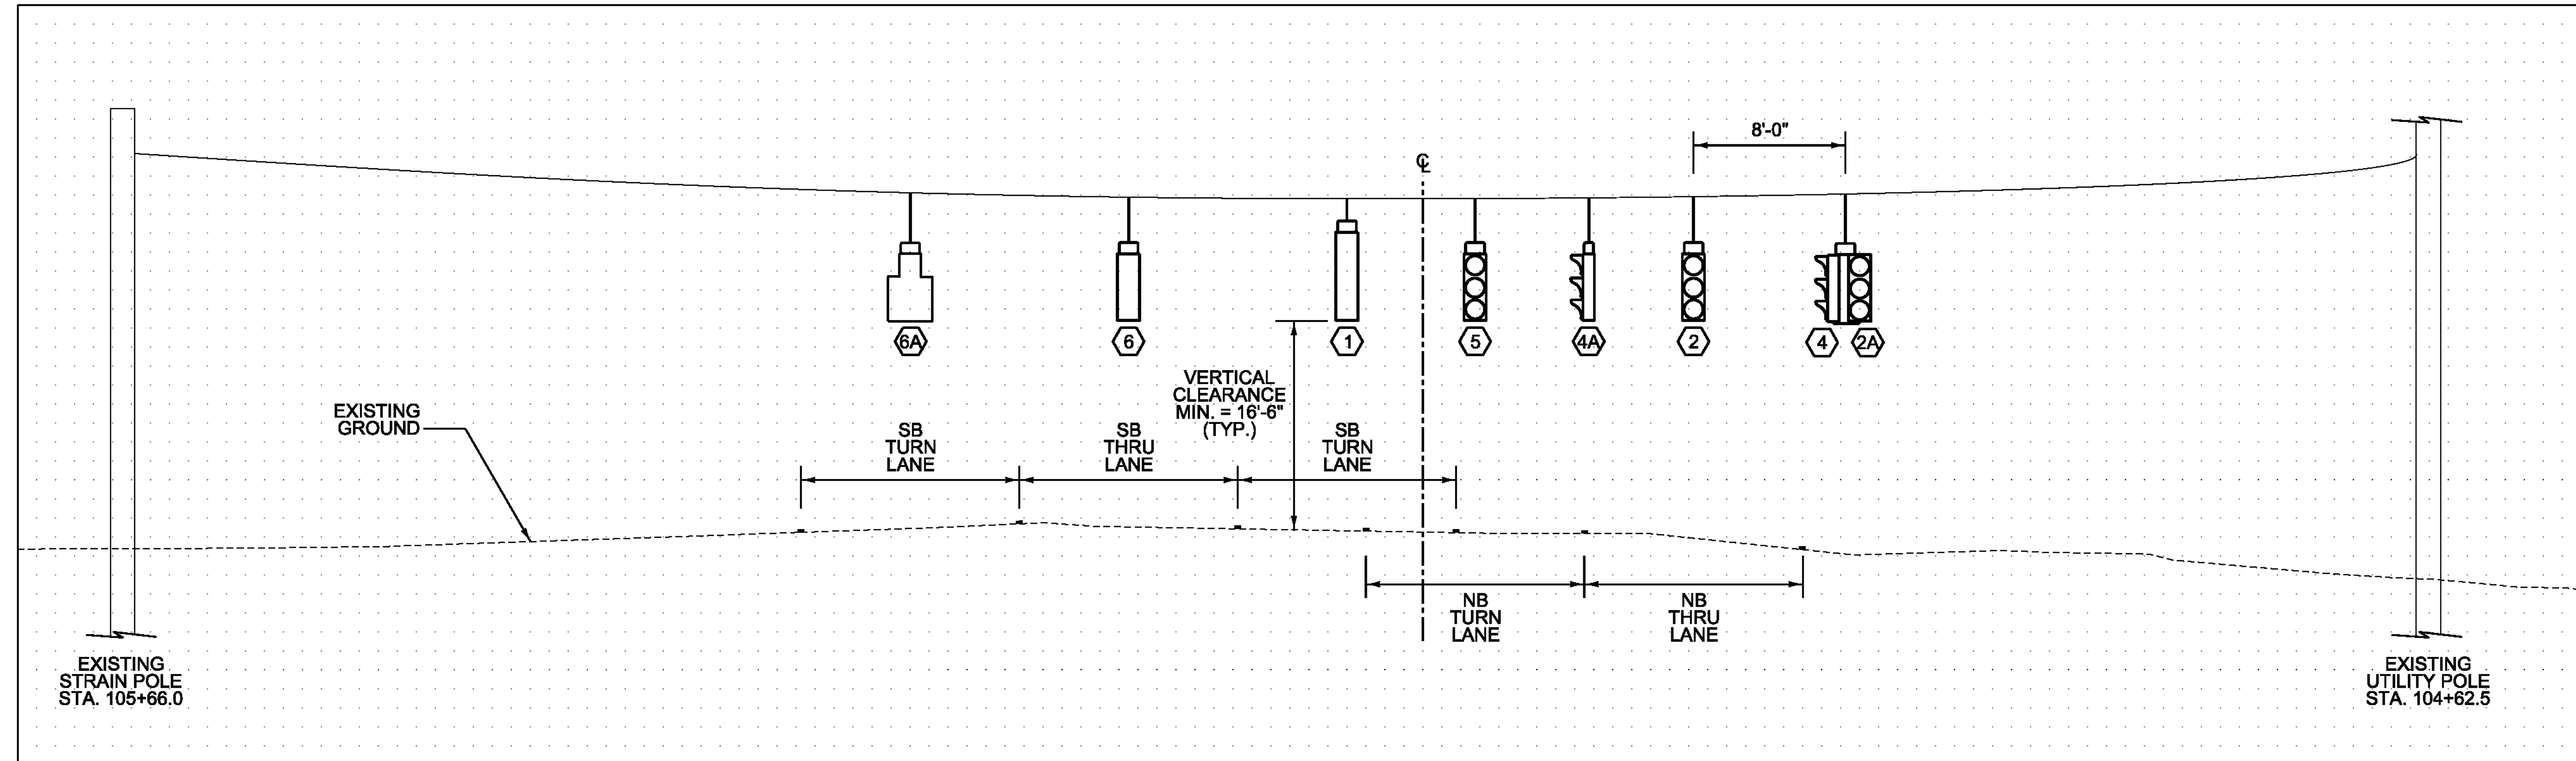 8'-0"
℄
6A
6
1
5
4A
2
4
2A
VERTICAL
CLEARANCE
MIN. = 16'-6"
(TYP.)
EXISTING
GROUND
SB
TURN
LANE
SB
THRU
LANE
SB
TURN
LANE
NB
TURN
LANE
NB
THRU
LANE
EXISTING
STRAIN POLE
STA. 105+66.0
EXISTING
UTILITY POLE
STA. 104+62.5